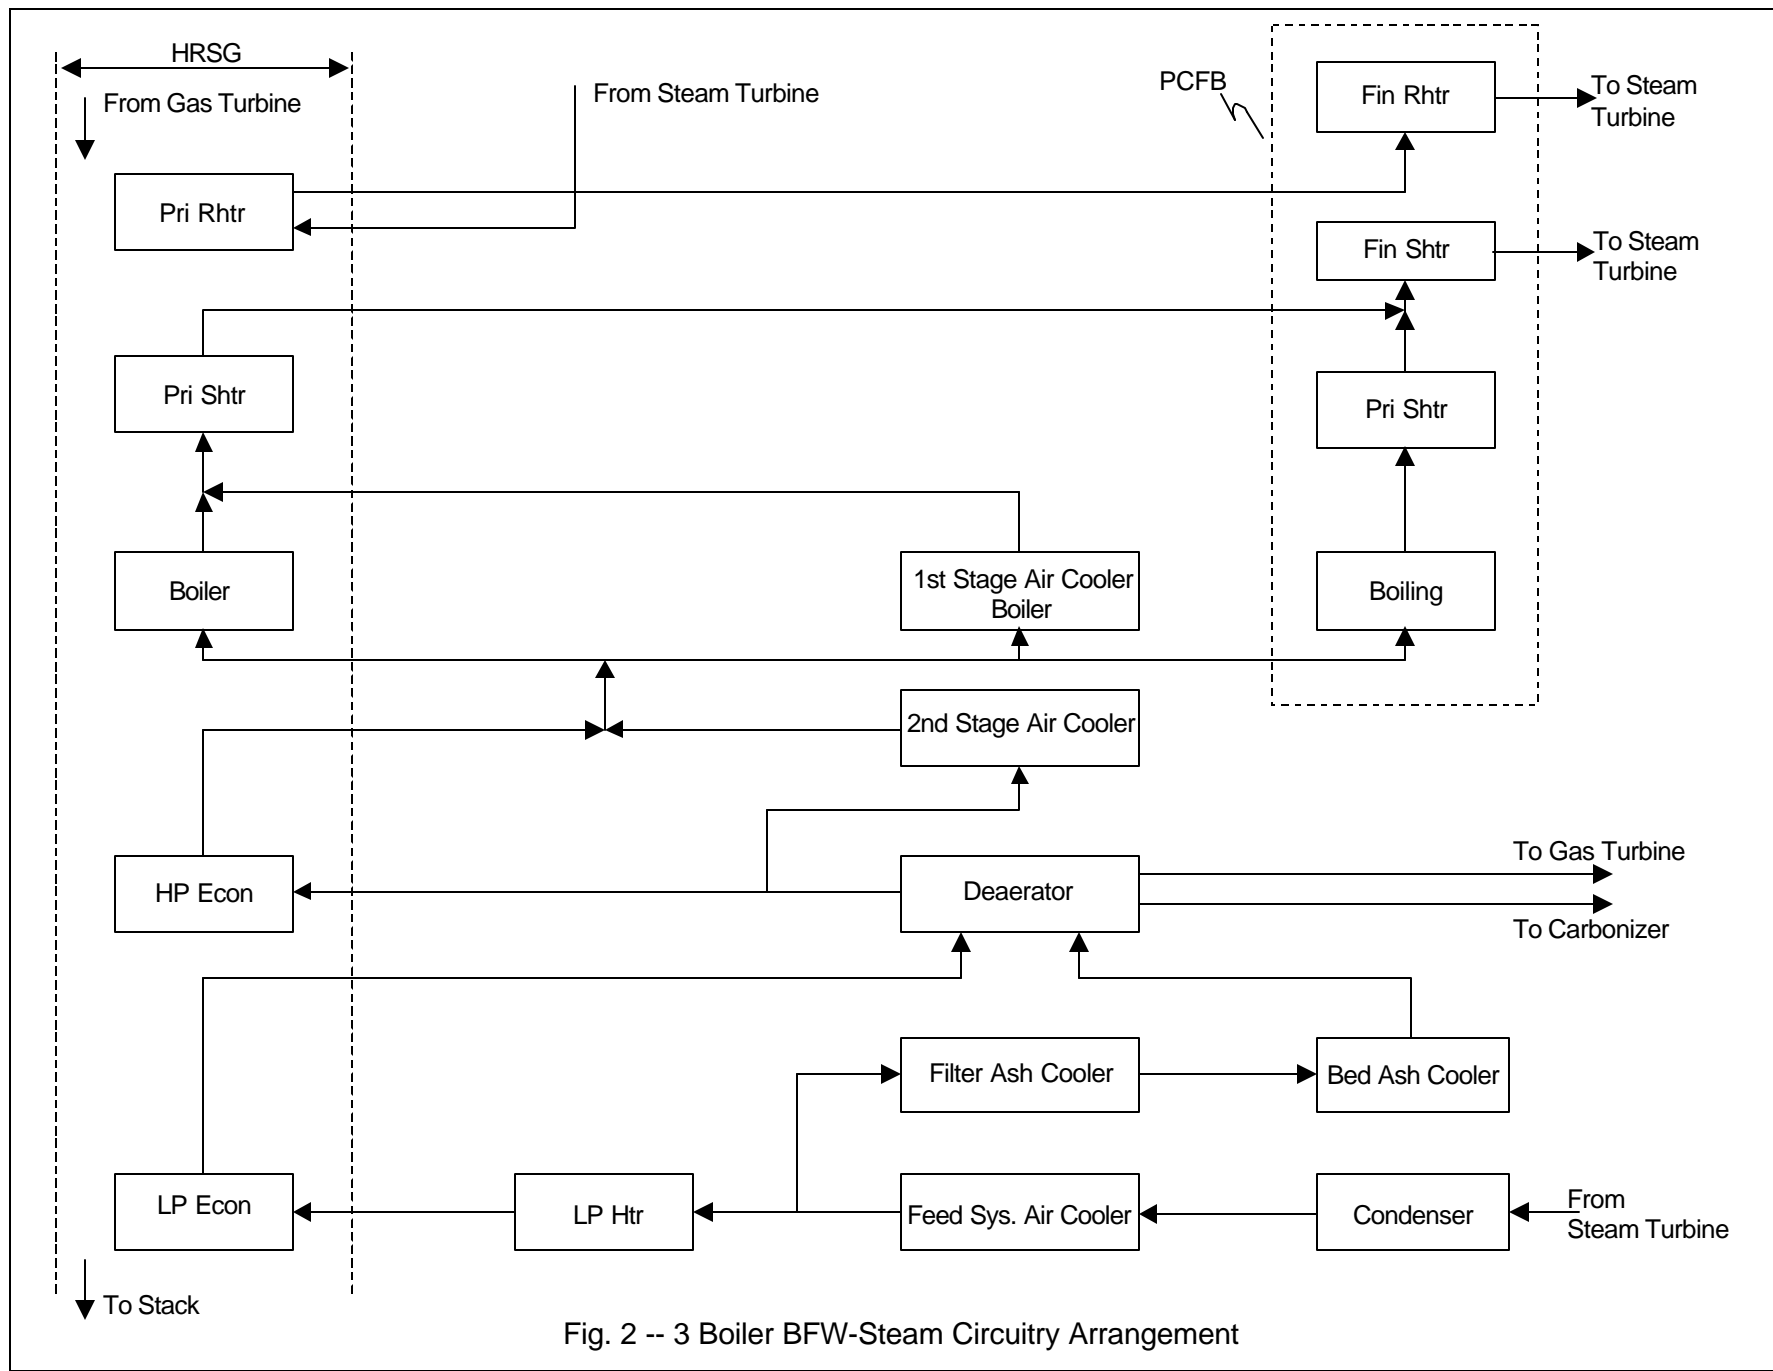 HRSG
From Gas Turbine
From Steam Turbine
PCFB
Fin Rhtr
To Steam
Turbine
Pri Rhtr
Fin Shtr
To Steam
Turbine
Pri Shtr
Pri Shtr
Boiler
1st Stage Air Cooler
Boiler
Boiling
2nd Stage Air Cooler
HP Econ
Deaerator
To Gas Turbine
To Carbonizer
Filter Ash Cooler
Bed Ash Cooler
LP Econ
LP Htr
Feed Sys. Air Cooler
Condenser
From
Steam Turbine
To Stack
Fig. 2 -- 3 Boiler BFW-Steam Circuitry Arrangement